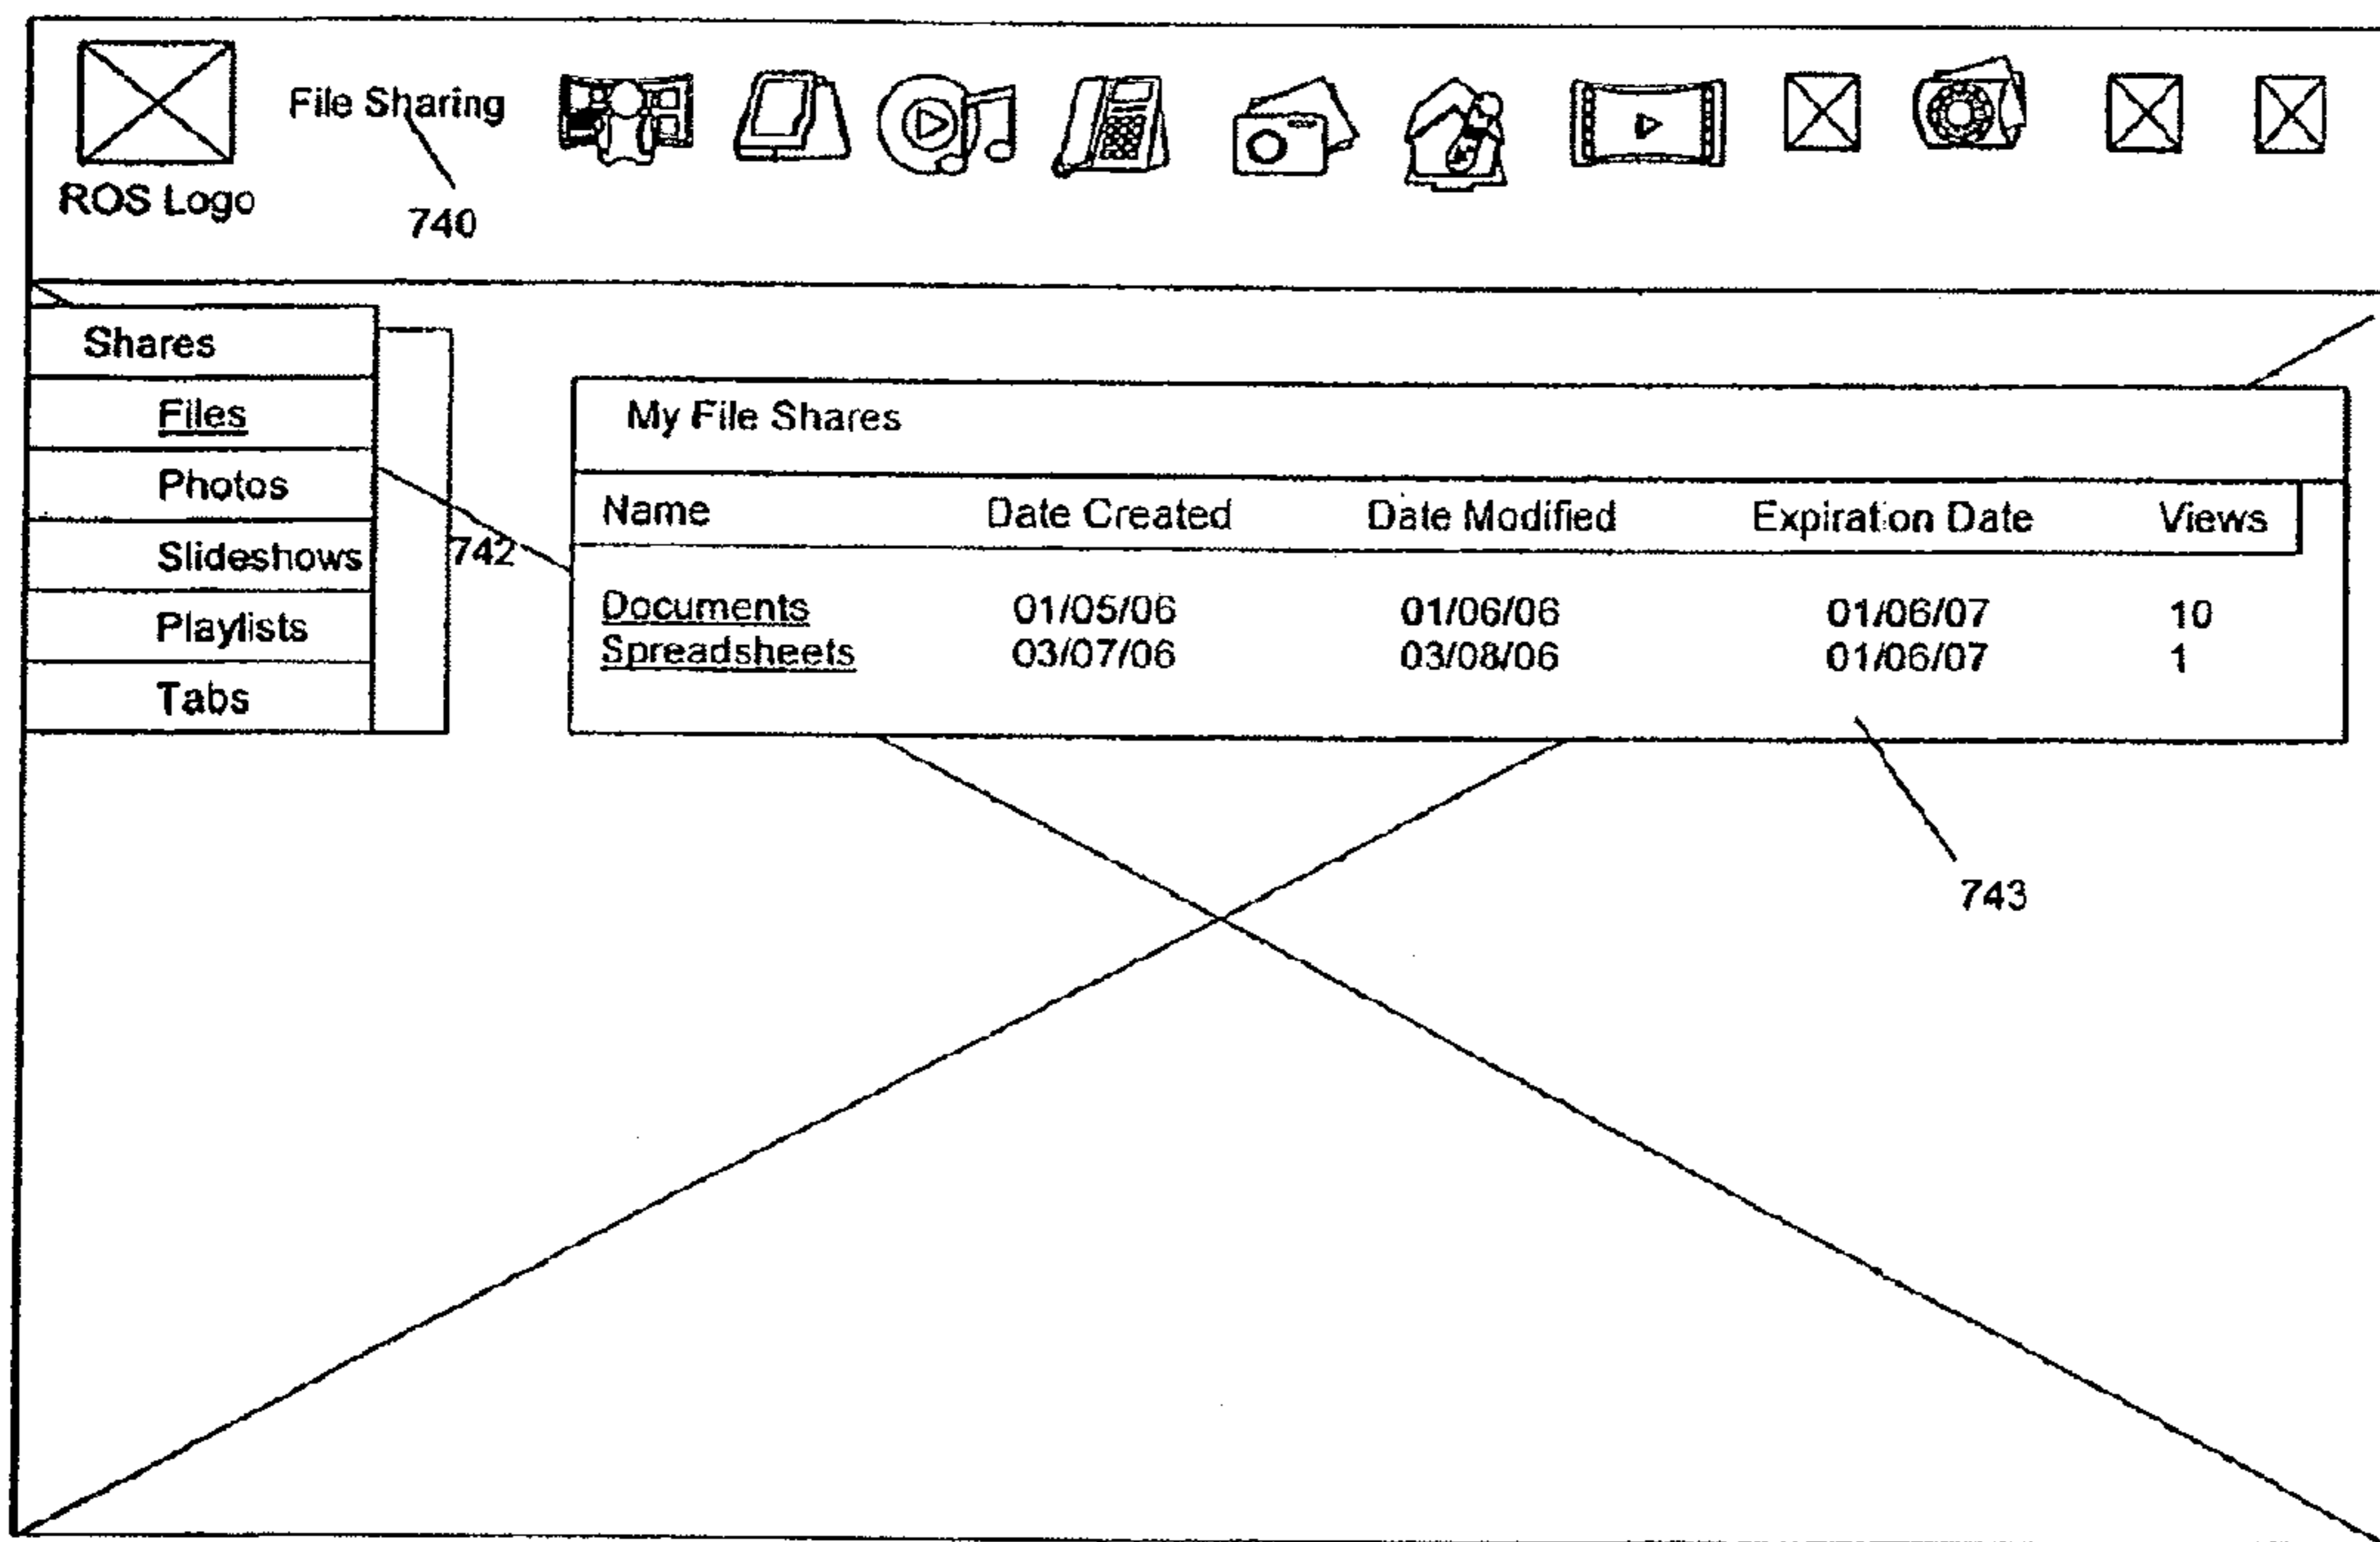 File Sharing
ROS Logo
740
Shares
Files
Photos
Slideshows
Playlists
Tabs
742
My File Shares
Name Date Created Date Modified Expiration Date Views
Documents 01/05/06 01/06/06 01/06/07 10
Spreadsheets 03/07/06 03/08/06 01/06/07 1
743